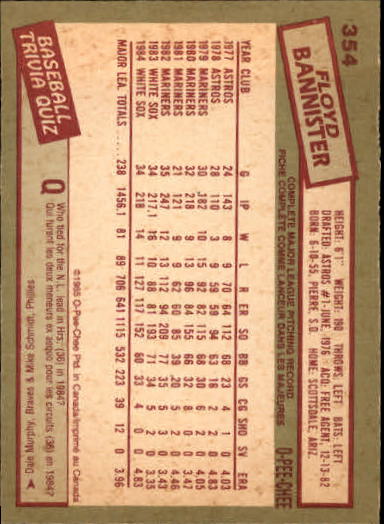 354
FLOYD
BANNISTER
HEIGHT: 6'1" WEIGHT: 190 THROWS: LEFT BATS: LEFT
DRAFTED: ASTROS #1-JUNE, 1976 • ACQ: FREE AGENT, 12-13-82
BORN: 6-10-55, PIERRE, S.D. HOME: SCOTTSDALE, ARIZ.
COMPLETE MAJOR LEAGUE PITCHING RECORD
FICHE COMPLÈTE COMME LANCEUR DANS LES MAJEURES
O-PEE-CHEE
YEAR CLUB G IP W L R ER SO BB GS CG SHO SV ERA
1977 ASTROS 24 143 8 9 70 64 112 68 23 4 1 0 4.03
1978 ASTROS 28 110 3 9 59 59 94 63 16 2 2 0 4.83
1979 MARINERS 30 182 10 15 92 82 115 68 30 6 2 0 4.05
1980 MARINERS 32 218 9 13 96 84 155 66 32 8 0 0 3.47
1981 MARINERS 21 121 9 9 62 60 85 39 20 5 2 0 4.46
1982 MARINERS 35 247 12 13 112 94 209 77 35 5 3 0 3.43
1983 WHITE SOX 34 217.1 16 10 88 81 193 71 34 5 2 0 3.35
1984 WHITE SOX 34 218 14 11 127 117 152 80 33 4 0 0 4.83
MAJOR LEA. TOTALS 238 1456.1 81 89 706 641 1115 532 223 39 12 0 3.96
©1985 O-Pee-Chee Ptd. in Canada/Imprimé au Canada
BASEBALL
TRIVIA QUIZ
Q Who tied for the N.L. lead in Hrs. (36) in 1984?
Qui furent les deux meneurs ex aequo pour les circuits (36) en 1984?
Dale Murphy, Braves & Mike Schmidt, Phillies